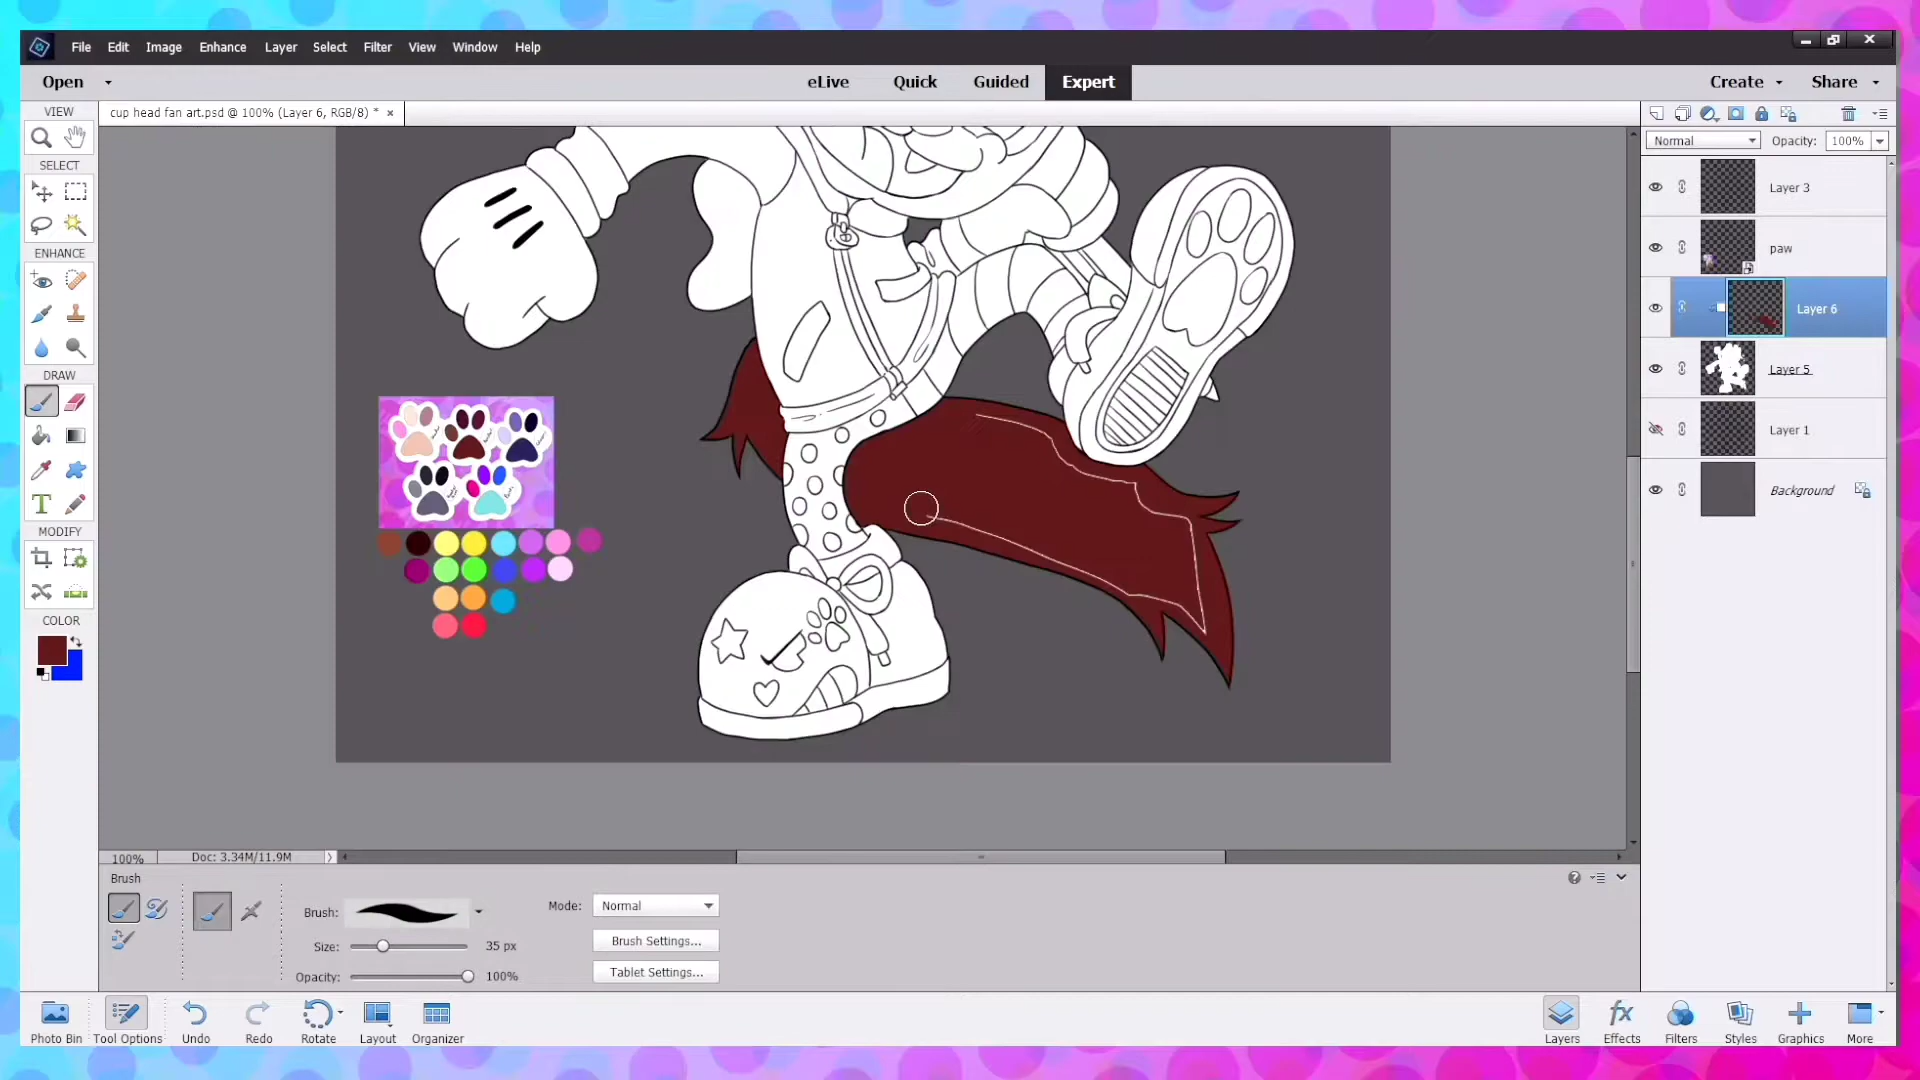 File Edit Image Enhance Layer Select Filter View Window Help
Open eLive Quick Guided Expert Create Share
VIEW cup head fan art.psd @ 100% (Layer 6, RGB/8) * ×
Normal Opacity: 100%
SELECT
Layer 3
ENHANCE
paw
Layer 6
DRAW
Layer 5
Layer 1
Background
T
MODIFY
COLOR
100% Doc: 3.34M/11.9M
Brush
Brush: Mode: Normal
Size: 35 px Brush Settings...
Opacity: 100% Tablet Settings...
Photo Bin Tool Options Undo Redo Rotate Layout Organizer
fx
Layers Effects Filters Styles Graphics More